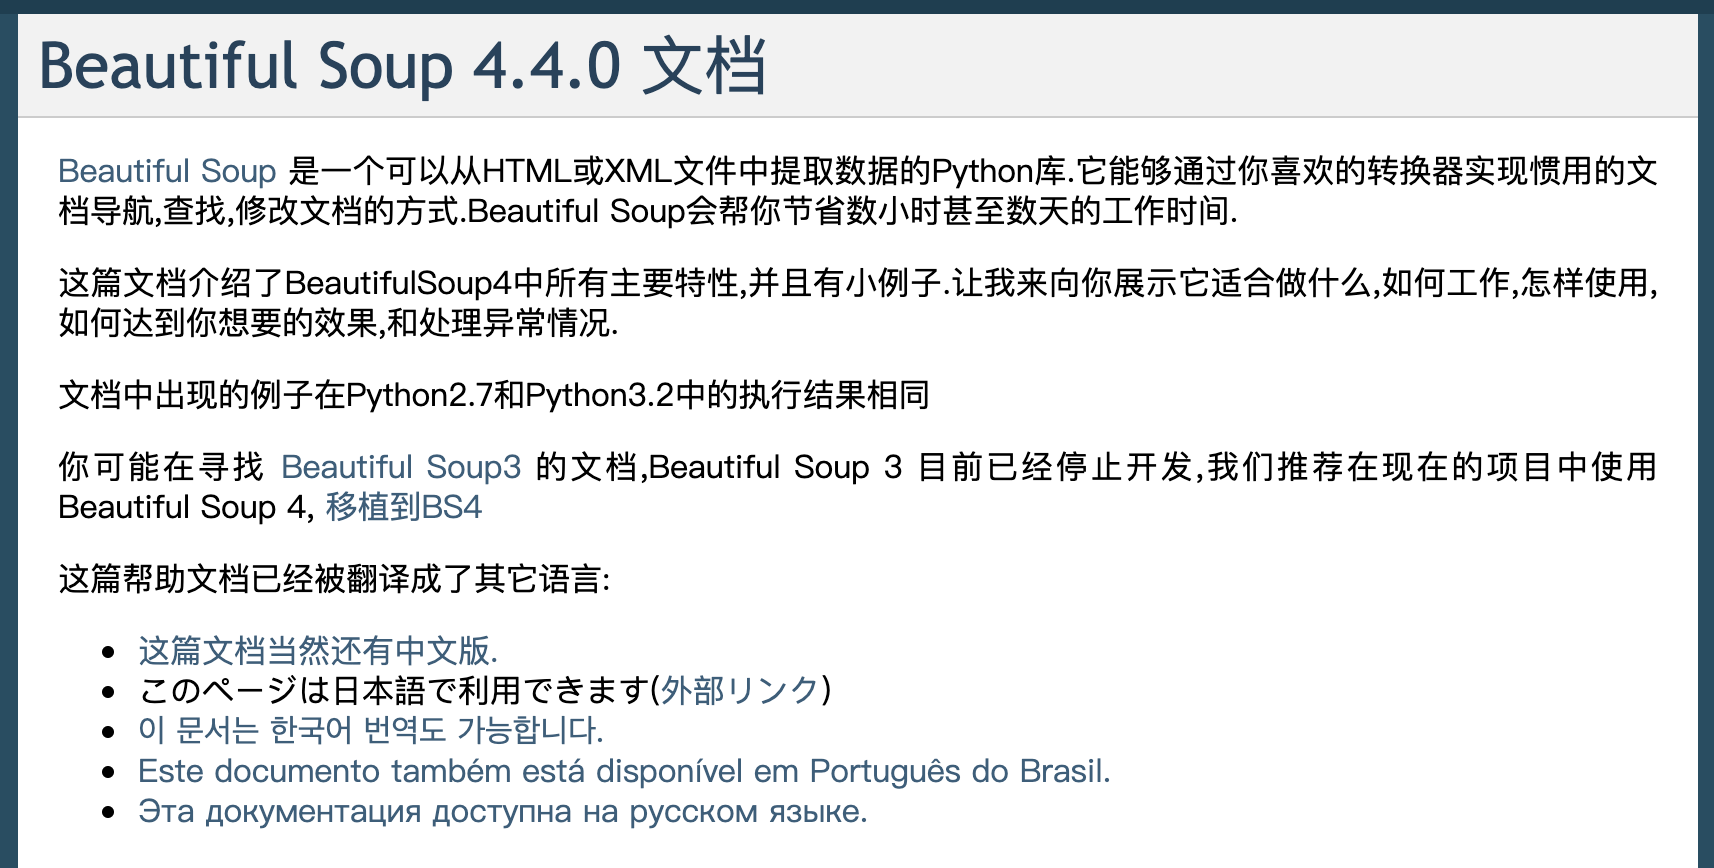 Beautiful Soup 4.4.0 文档
Beautiful Soup 是一个可以从HTML或XML文件中提取数据的Python库.它能够通过你喜欢的转换器实现惯用的文
档导航,查找,修改文档的方式.Beautiful Soup会帮你节省数小时甚至数天的工作时间.
这篇文档介绍了BeautifulSoup4中所有主要特性,并且有小例子.让我来向你展示它适合做什么,如何工作,怎样使用,
如何达到你想要的效果,和处理异常情况.
文档中出现的例子在Python2.7和Python3.2中的执行结果相同
你可能在寻找 Beautiful Soup3 的文档,Beautiful Soup 3 目前已经停止开发,我们推荐在现在的项目中使用
Beautiful Soup 4, 移植到BS4
这篇帮助文档已经被翻译成了其它语言:
• 这篇文档当然还有中文版.
• このページは日本語で利用できます(外部リンク)
• 이 문서는 한국어 번역도 가능합니다.
• Este documento também está disponível em Português do Brasil.
• Эта документация доступна на русском языке.